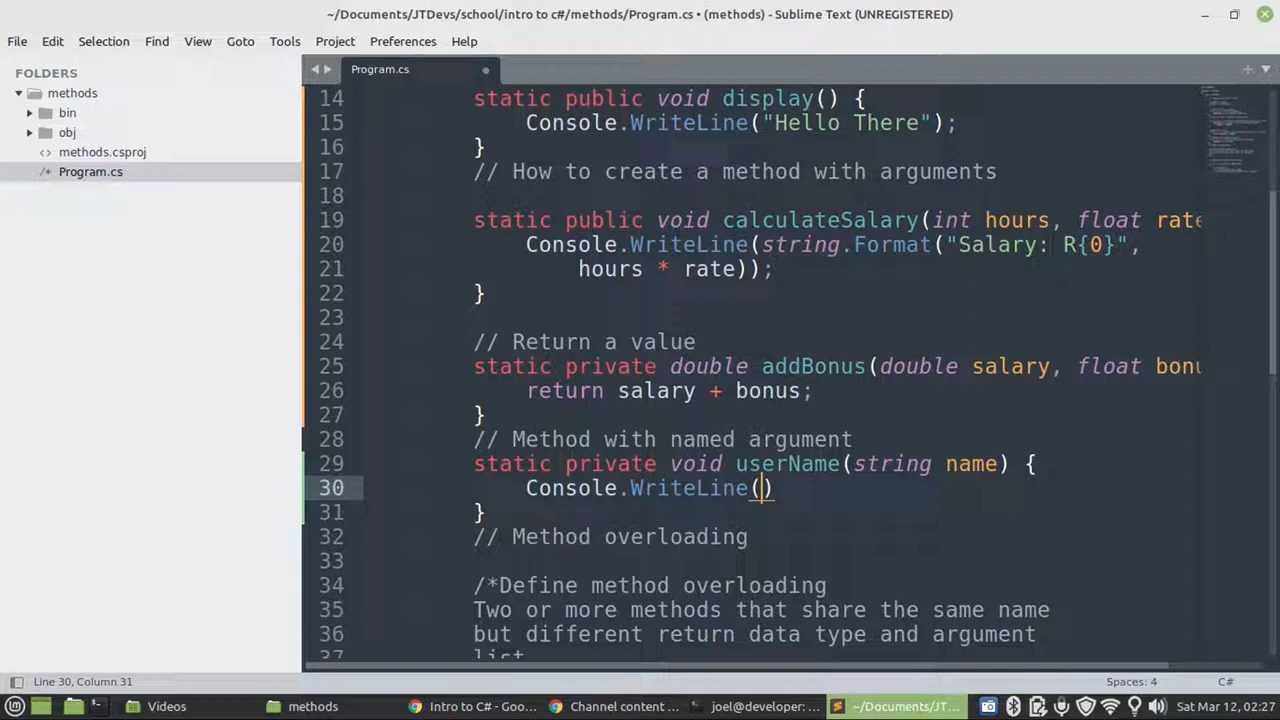 ~/Documents/JTDevs/school/intro to c#/methods/Program.cs • (methods) - Sublime Text (UNREGISTERED)
File Edit Selection Find View Goto Tools Project Preferences Help
FOLDERS
methods
bin
obj
<> methods.csproj
/* Program.cs
Program.cs
14 static public void display() {
15 Console.WriteLine("Hello There");
16 }
17 // How to create a method with arguments
18
19 static public void calculateSalary(int hours, float rate
20 Console.WriteLine(string.Format("Salary: R{0}",
21 hours * rate));
22 }
23
24 // Return a value
25 static private double addBonus(double salary, float bonu
26 return salary + bonus;
27 }
28 // Method with named argument
29 static private void userName(string name) {
30 Console.WriteLine()
31 }
32 // Method overloading
33
34 /*Define method overloading
35 Two or more methods that share the same name
36 but different return data type and argument
37 list
Line 30, Column 31 Spaces: 4 C#
Videos methods Intro to C# - Goo... Channel content ... joel@developer: ... ~/Documents/JT... Sat Mar 12, 02:27